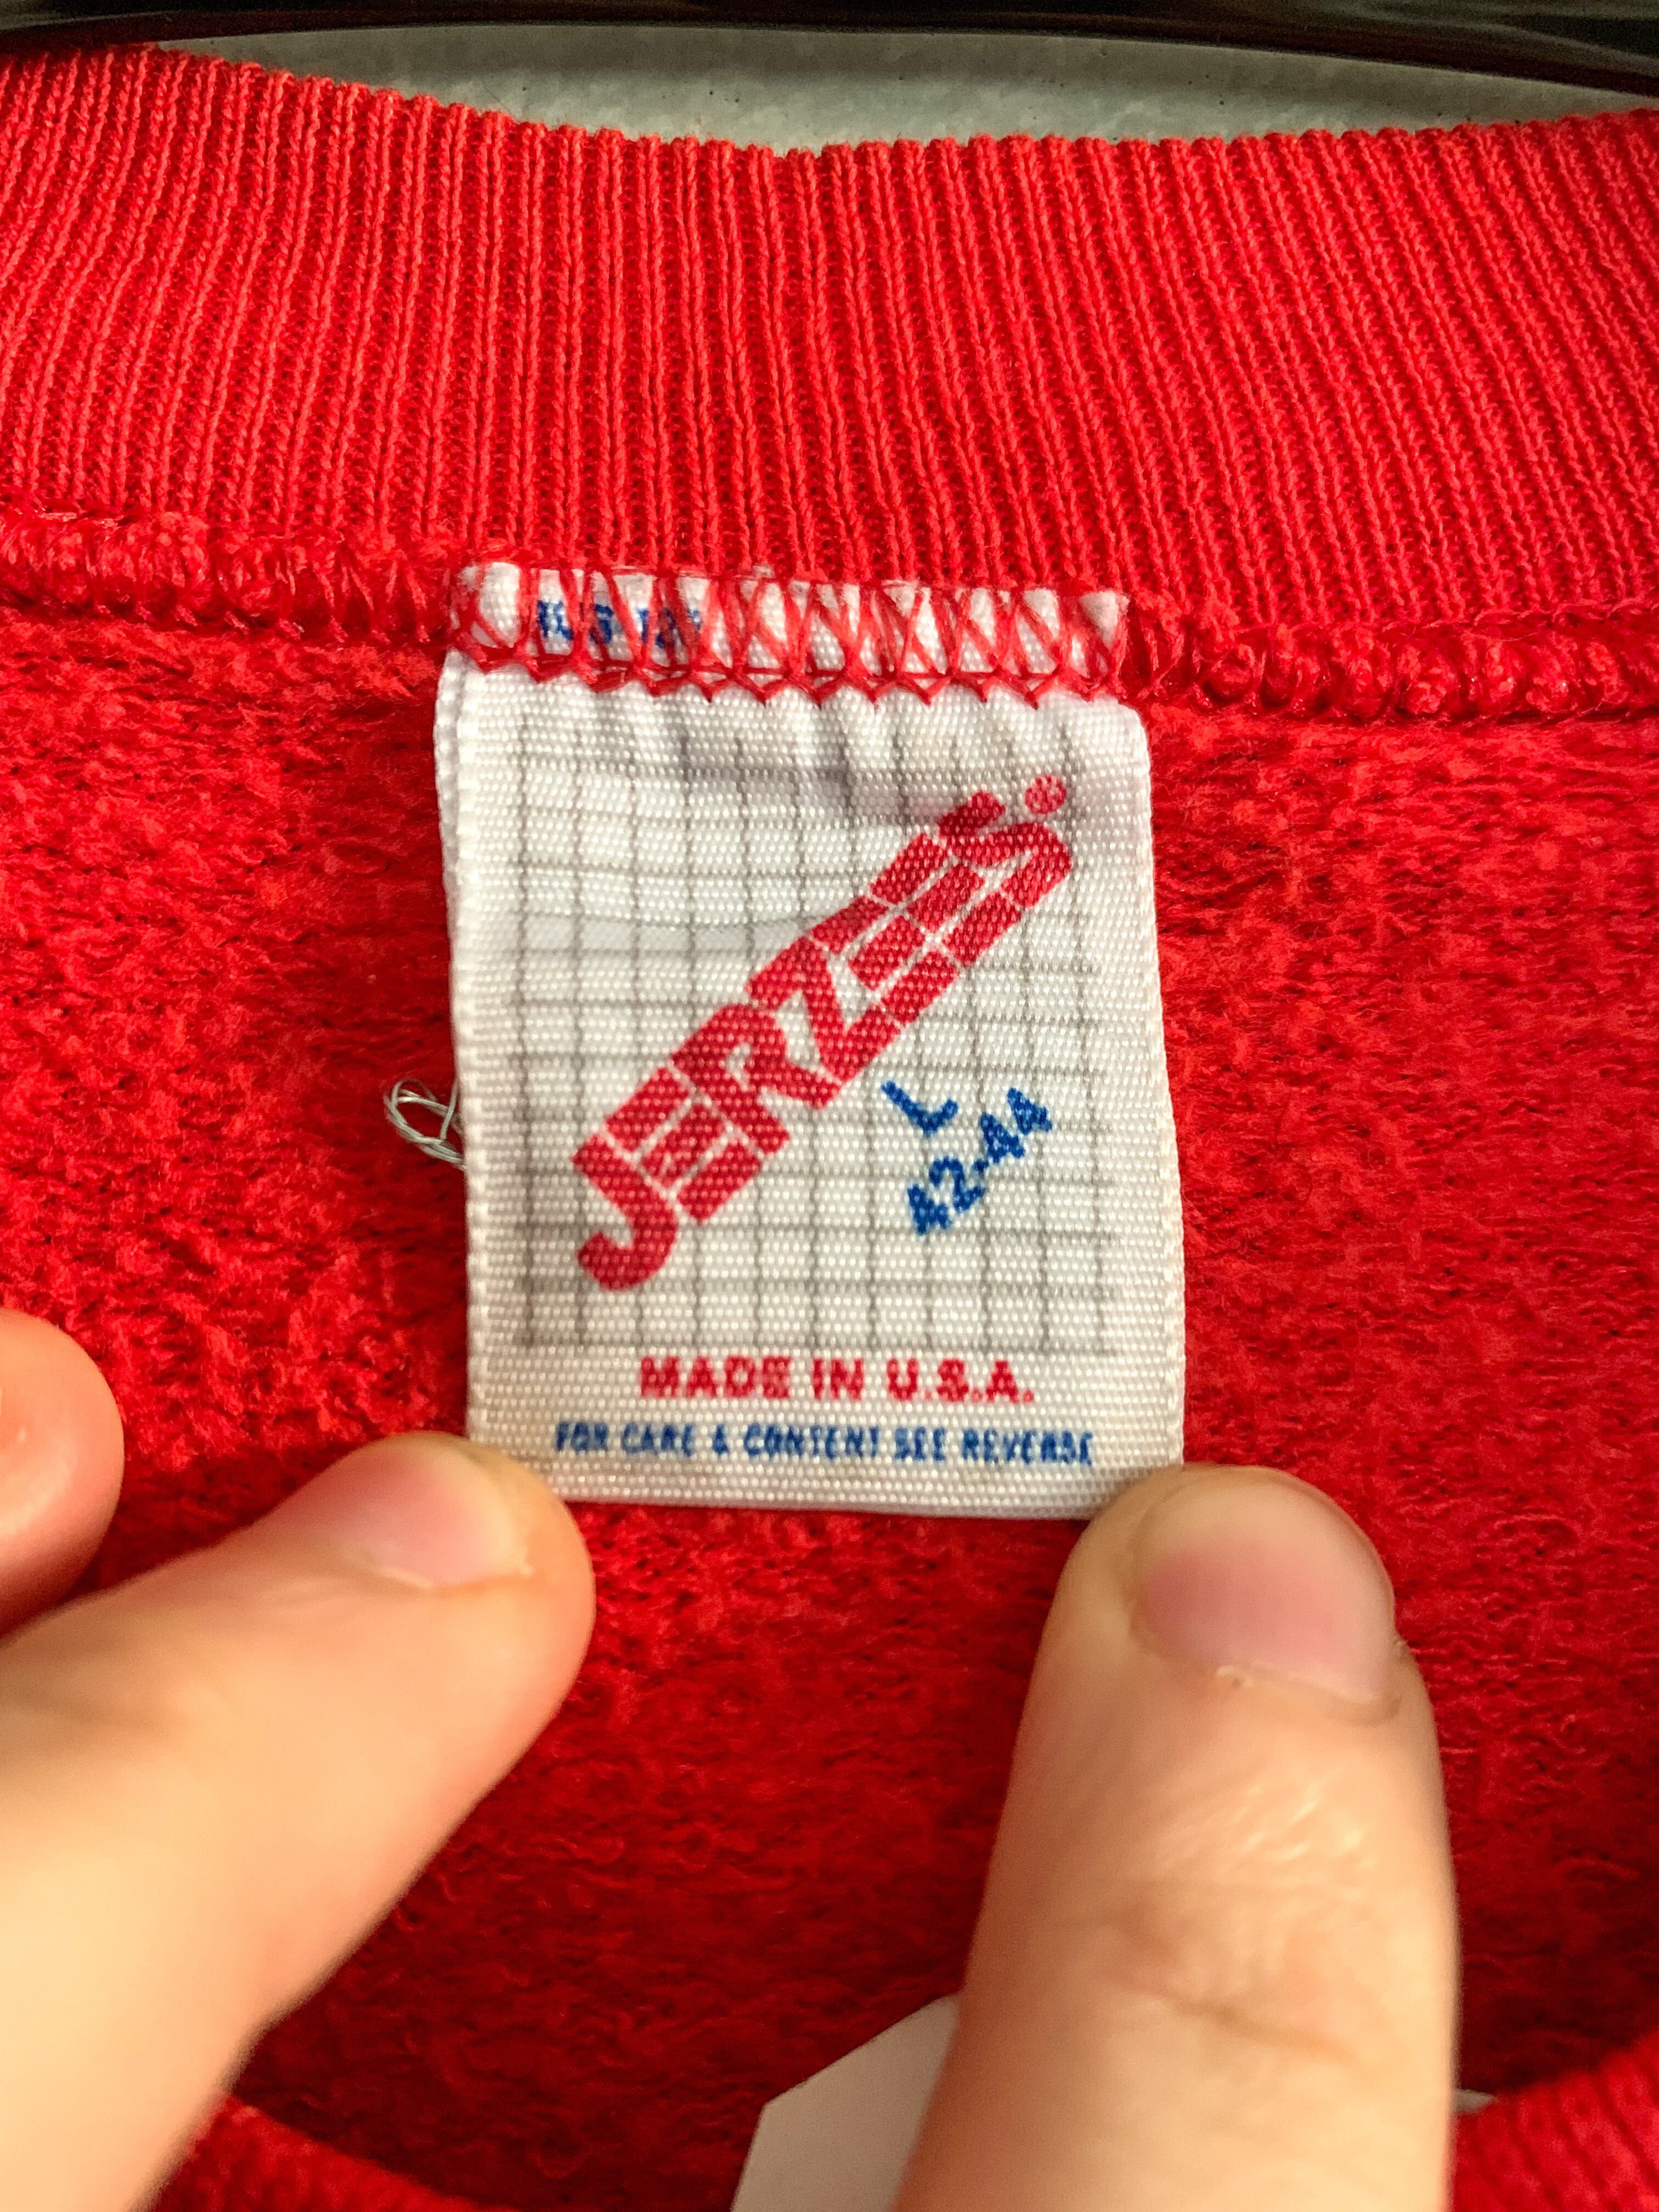 JERZEES
L
42-44
MADE IN U.S.A.
FOR CARE & CONTENT SEE REVERSE